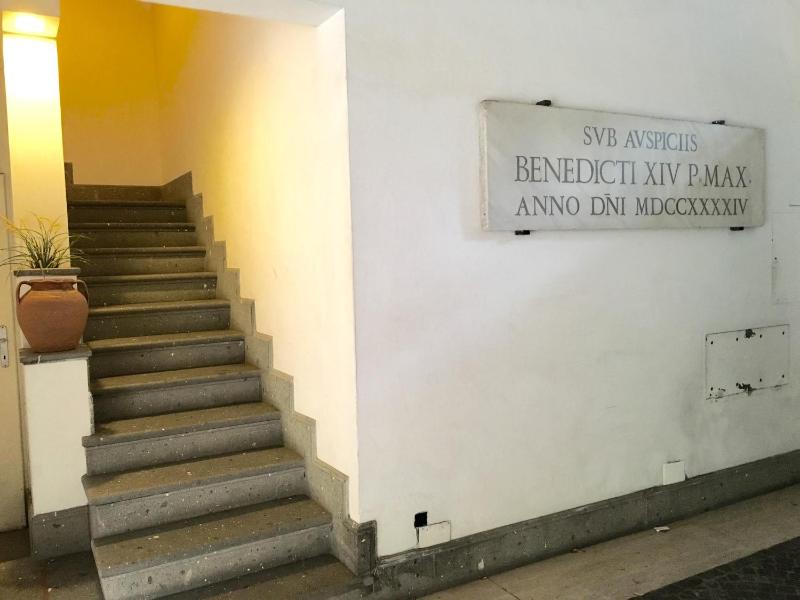 SVB AVSPICIIS
BENEDICTI XIV P. MAX.
ANNO DÑI MDCCXXXXIV